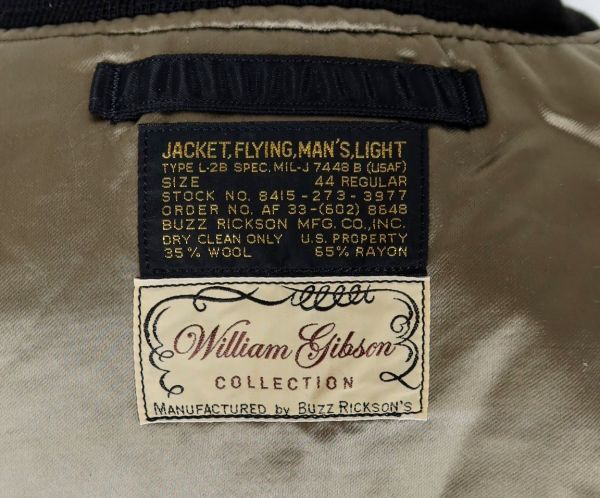 JACKET, FLYING, MAN'S, LIGHT
TYPE L-2B SPEC. MIL-J 7448 B (USAF)
SIZE 44 REGULAR
STOCK NO. 8415-273-3977
ORDER NO. AF 33-(602) 8648
BUZZ RICKSON MFG. CO., INC.
DRY CLEAN ONLY U.S. PROPERTY
35% WOOL 65% RAYON
William Gibson
COLLECTION
MANUFACTURED by BUZZ RICKSON'S